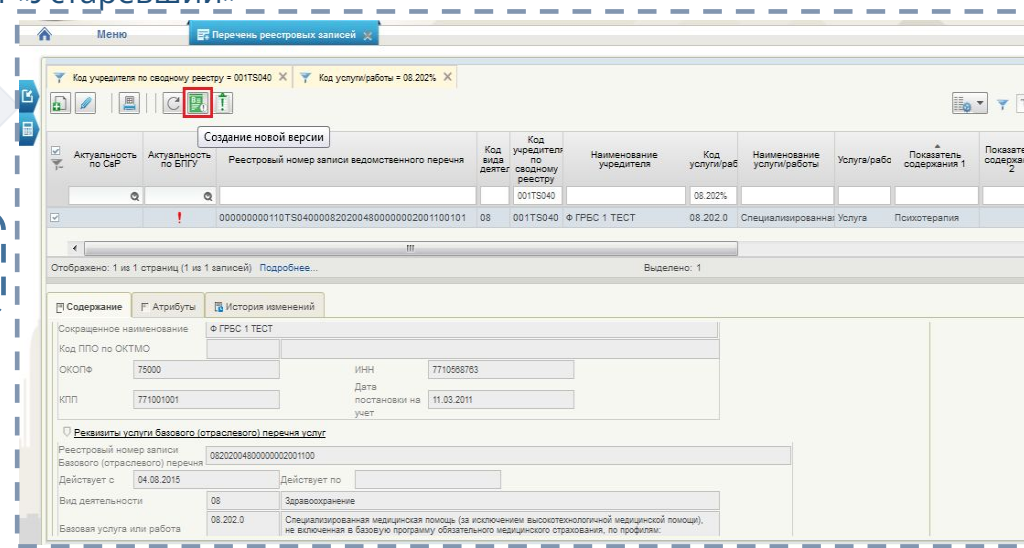 «Устаревший»
Меню
Перечень реестровых записей
Код учредителя по сводному реестру = 001TS040
Код услуги/работы = 08.202%
Создание новой версии
Актуальность по СвР
Актуальность по БПГУ
Реестровый номер записи ведомственного перечня
Код вида деятел
Код учредителя по сводному реестру
Наименование учредителя
Код услуги/раб
Наименование услуги/работы
Услуга/рабо
Показатель содержания 1
Показате содержан 2
001TS040
08.202%
000000000110TS04000082020048000000020011001​01
08
001TS040
Ф ГРБС 1 ТЕСТ
08.202.0
Специализированна
Услуга
Психотерапия
Отображено: 1 из 1 страниц (1 из 1 записей) Подробнее...
Выделено: 1
Содержание
Атрибуты
История изменений
Сокращенное наименование
Ф ГРБС 1 ТЕСТ
Код ППО по ОКТМО
ОКОПФ
75000
ИНН
7710568763
КПП
771001001
Дата постановки на учет
11.03.2011
Реквизиты услуги базового (отраслевого) перечня услуг
Реестровый номер записи
Базового (отраслевого) перечня
08202004800000002001100
Действует с
04.08.2015
Действует по
Вид деятельности
08
Здравоохранение
Базовая услуга или работа
08.202.0
Специализированная медицинская помощь (за исключением высокотехнологичной медицинской помощи),
не включенная в базовую программу обязательного медицинского страхования, по профилям: